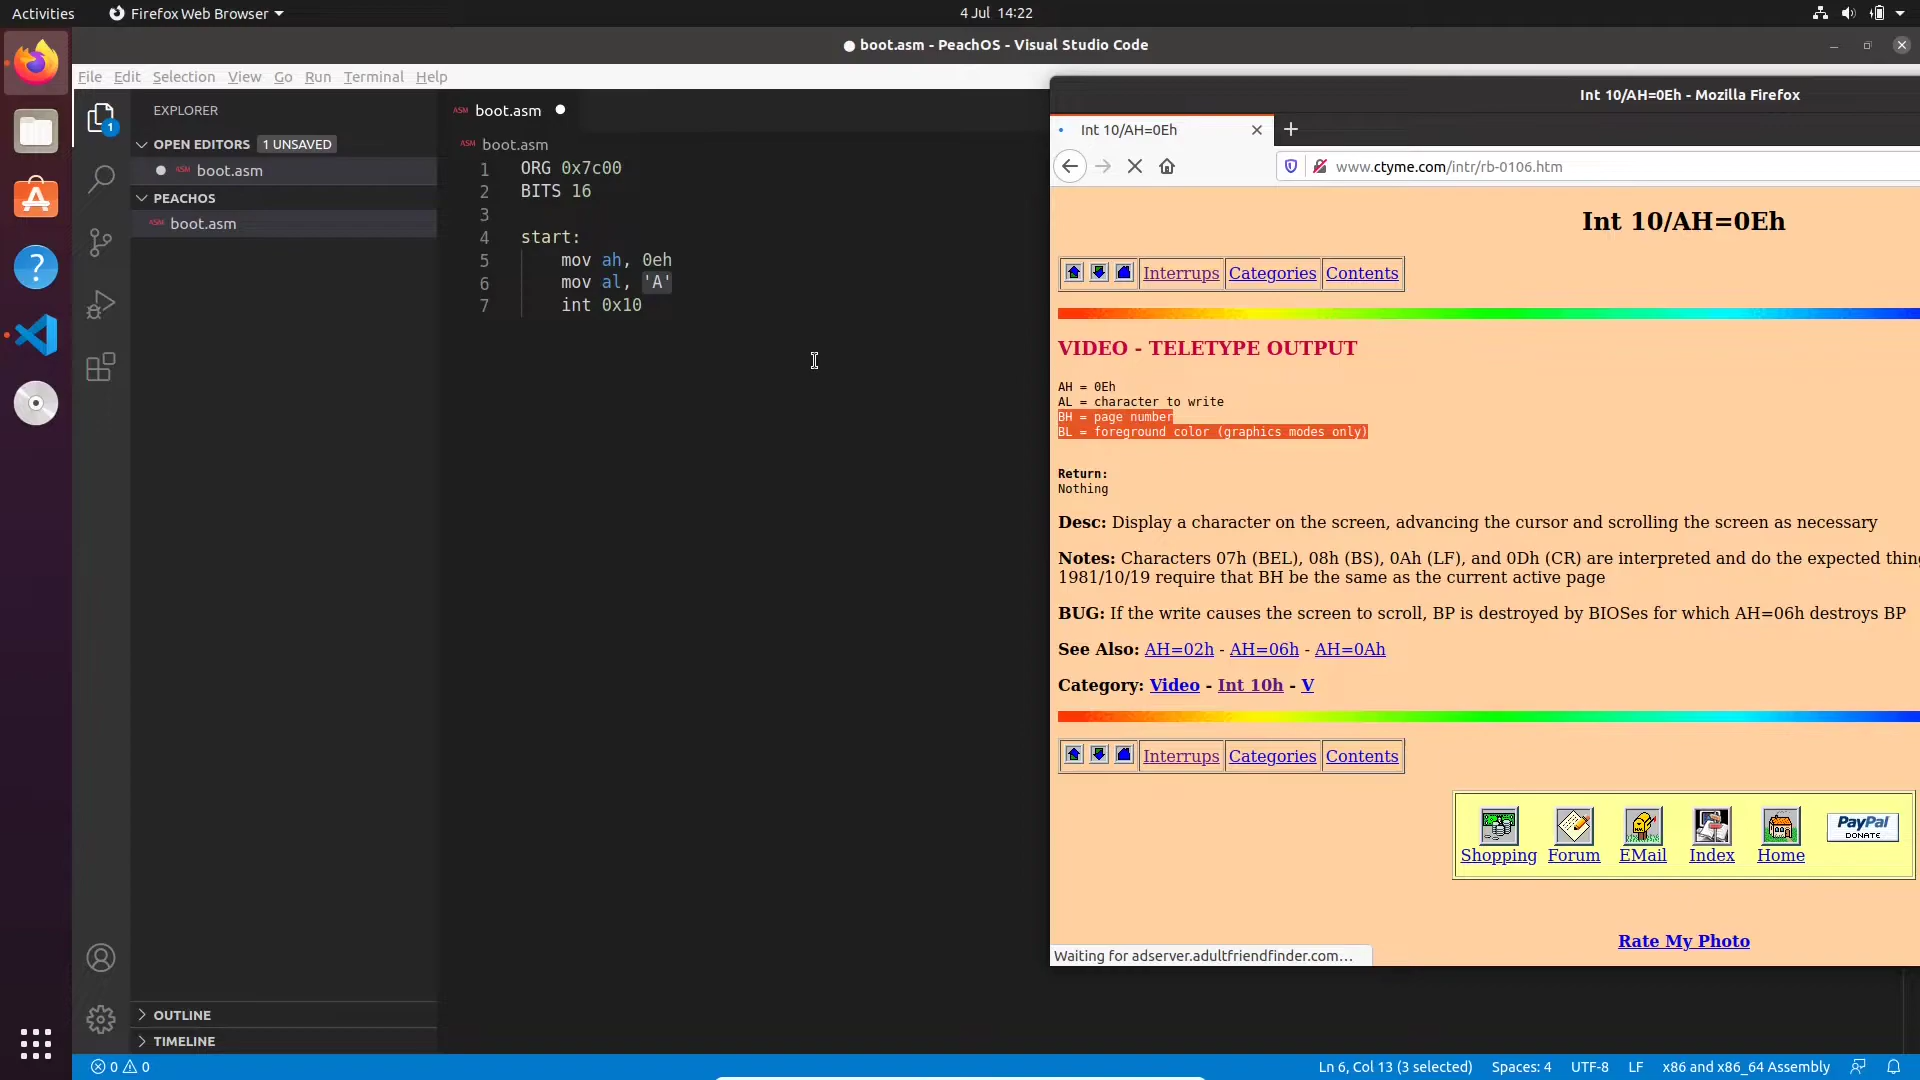 Activities Firefox Web Browser 4 Jul 14:22
boot.asm - PeachOS - Visual Studio Code
File Edit Selection View Go Run Terminal Help
EXPLORER
OPEN EDITORS 1 UNSAVED
ASM boot.asm
PEACHOS
ASM boot.asm
OUTLINE
TIMELINE
1
ASM boot.asm
ASM boot.asm
1 ORG 0x7c00
2 BITS 16
3
4 start:
5 mov ah, 0eh
6 mov al, 'A'
7 int 0x10
Int 10/AH=0Eh - Mozilla Firefox
Int 10/AH=0Eh
www.ctyme.com/intr/rb-0106.htm
Int 10/AH=0Eh
Interrups Categories Contents
VIDEO - TELETYPE OUTPUT
AH = 0Eh
AL = character to write
BH = page number
BL = foreground color (graphics modes only)
Return:
Nothing
Desc: Display a character on the screen, advancing the cursor and scrolling the screen as necessary
Notes: Characters 07h (BEL), 08h (BS), 0Ah (LF), and 0Dh (CR) are interpreted and do the expected thing
1981/10/19 require that BH be the same as the current active page
BUG: If the write causes the screen to scroll, BP is destroyed by BIOSes for which AH=06h destroys BP
See Also: AH=02h - AH=06h - AH=0Ah
Category: Video - Int 10h - V
Interrups Categories Contents
Shopping Forum EMail Index Home PayPal DONATE
Rate My Photo
Waiting for adserver.adultfriendfinder.com…
0 0 Ln 6, Col 13 (3 selected) Spaces: 4 UTF-8 LF x86 and x86_64 Assembly